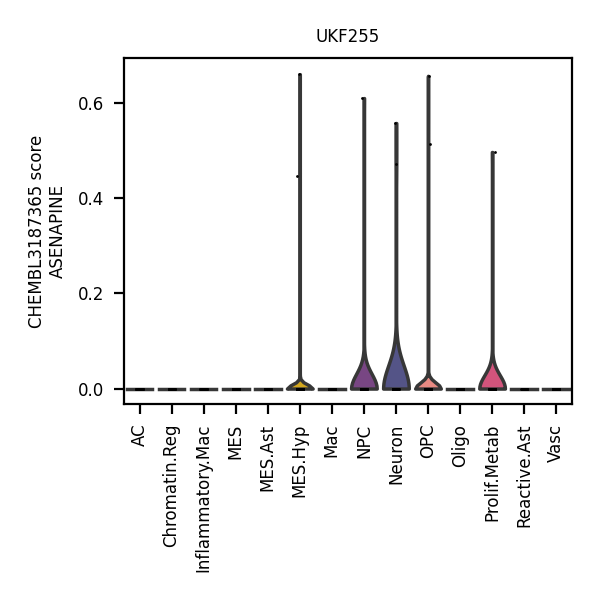 UKF255
CHEMBL3187365 score
ASENAPINE
0.6
0.4
0.2
0.0
AC
Chromatin.Reg
Inflammatory.Mac
MES
MES.Ast
MES.Hyp
Mac
NPC
Neuron
OPC
Oligo
Prolif.Metab
Reactive.Ast
Vasc